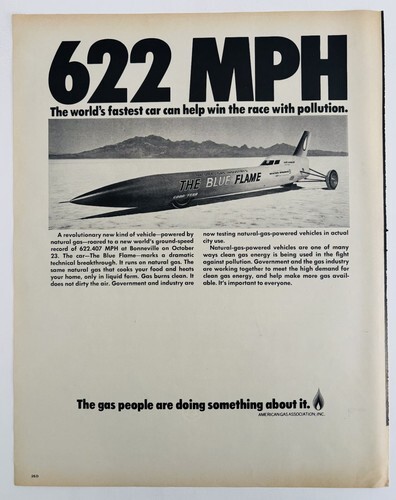 622 MPH
The world's fastest car can help win the race with pollution.
THE BLUE FLAME
GOOD YEAR
A revolutionary new kind of vehicle—powered by
natural gas—roared to a new world's ground-speed
record of 622.407 MPH at Bonneville on October
23. The car—The Blue Flame—marks a dramatic
technical breakthrough. It runs on natural gas. The
same natural gas that cooks your food and heats
your home, only in liquid form. Gas burns clean. It
does not dirty the air. Government and industry are
now testing natural-gas-powered vehicles in actual
city use.
Natural-gas-powered vehicles are one of many
ways clean gas energy is being used in the fight
against pollution. Government and the gas industry
are working together to meet the high demand for
clean gas energy, and help make more gas avail-
able. It's important to everyone.
The gas people are doing something about it.
AMERICAN GAS ASSOCIATION, INC.